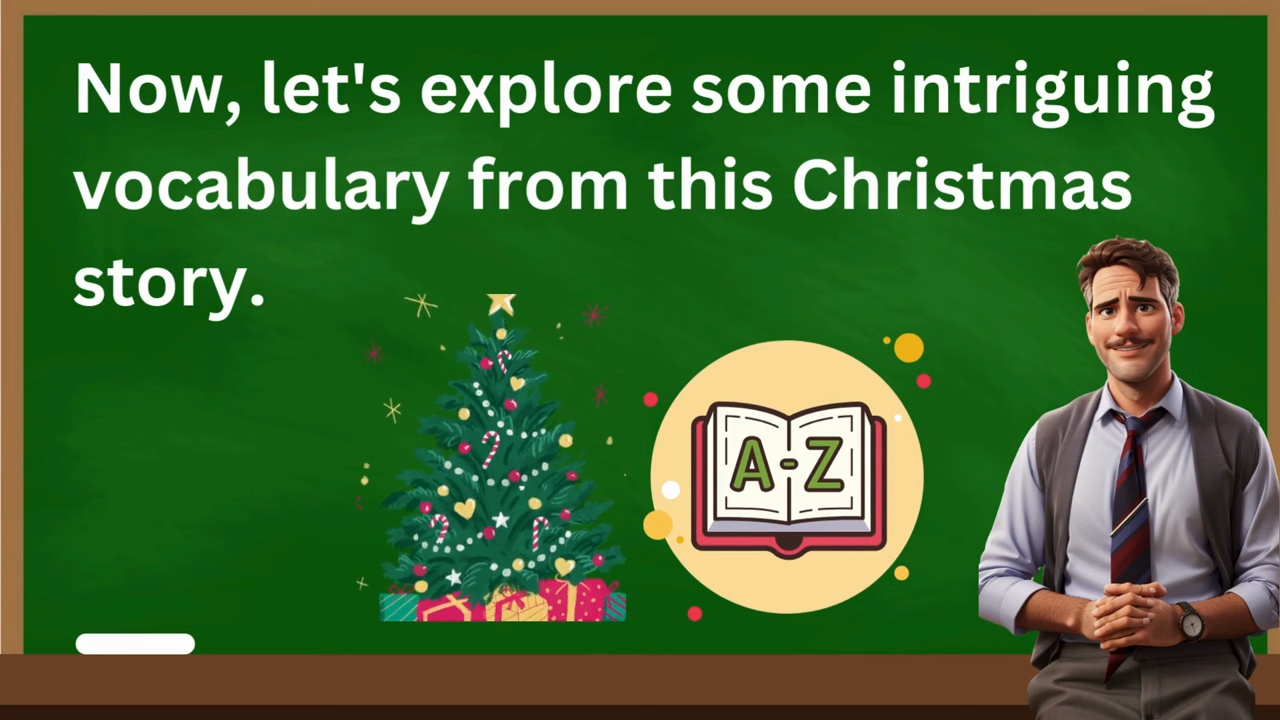 Now, let's explore some intriguing
vocabulary from this Christmas
story.
A-Z